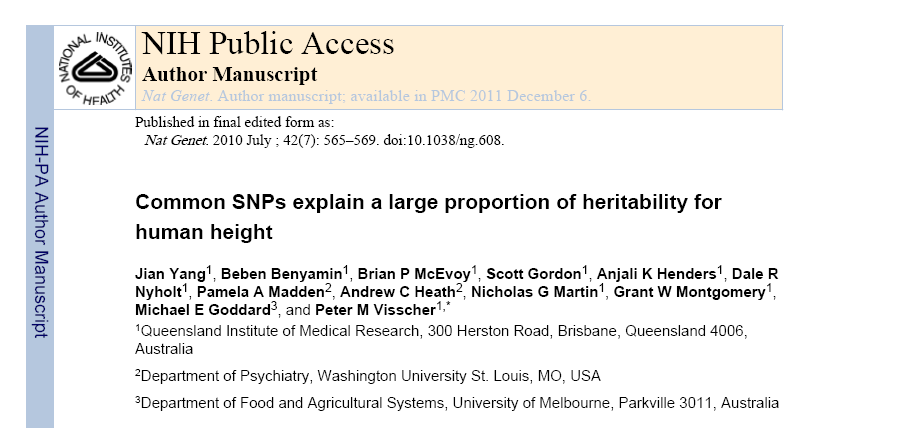 NATIONAL INSTITUTES OF HEALTH
NIH Public Access
Author Manuscript
Nat Genet. Author manuscript; available in PMC 2011 December 6.
Published in final edited form as:
Nat Genet. 2010 July ; 42(7): 565–569. doi:10.1038/ng.608.
NIH-PA Author Manuscript
Common SNPs explain a large proportion of heritability for
human height
Jian Yang1, Beben Benyamin1, Brian P McEvoy1, Scott Gordon1, Anjali K Henders1, Dale R
Nyholt1, Pamela A Madden2, Andrew C Heath2, Nicholas G Martin1, Grant W Montgomery1,
Michael E Goddard3, and Peter M Visscher1,*
1Queensland Institute of Medical Research, 300 Herston Road, Brisbane, Queensland 4006,
Australia
2Department of Psychiatry, Washington University St. Louis, MO, USA
3Department of Food and Agricultural Systems, University of Melbourne, Parkville 3011, Australia